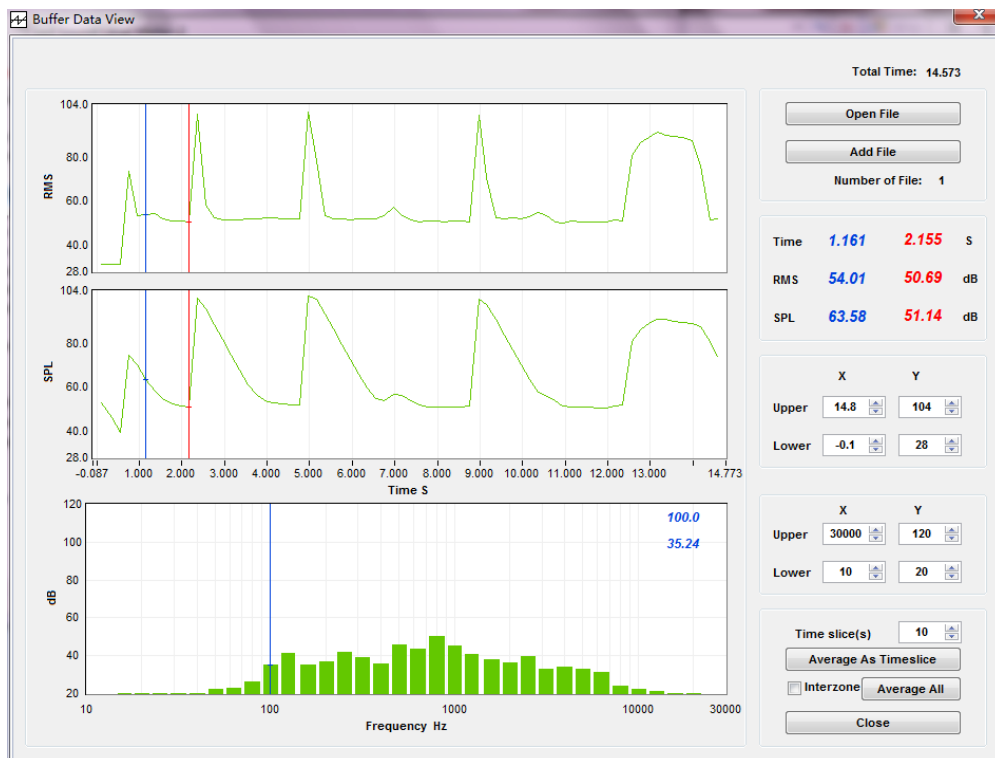 Buffer Data View
Total Time: 14.573
104.0
80.0
60.0
40.0
28.0
RMS
104.0
80.0
60.0
40.0
28.0
SPL
-0.087 1.000 2.000 3.000 4.000 5.000 6.000 7.000 8.000 9.000 10.000 11.000 12.000 13.000 14.773
Time S
120
100
80
60
40
20
dB
100.0
35.24
10 100 1000 10000 30000
Frequency Hz
Open File
Add File
Number of File: 1
Time 1.161 2.155 S
RMS 54.01 50.69 dB
SPL 63.58 51.14 dB
X Y
Upper 14.8 104
Lower -0.1 28
X Y
Upper 30000 120
Lower 10 20
Time slice(s) 10
Average As Timeslice
Interzone Average All
Close